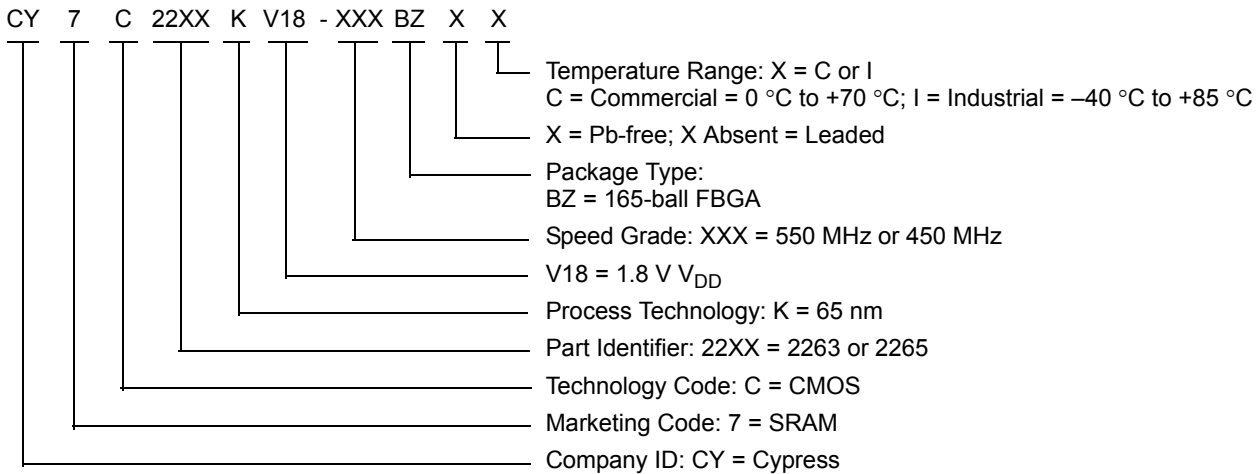 CY 7 C 22XX K V18 - XXX BZ X X
Temperature Range: X = C or I
C = Commercial = 0 °C to +70 °C; I = Industrial = –40 °C to +85 °C
X = Pb-free; X Absent = Leaded
Package Type:
BZ = 165-ball FBGA
Speed Grade: XXX = 550 MHz or 450 MHz
V18 = 1.8 V VDD
Process Technology: K = 65 nm
Part Identifier: 22XX = 2263 or 2265
Technology Code: C = CMOS
Marketing Code: 7 = SRAM
Company ID: CY = Cypress